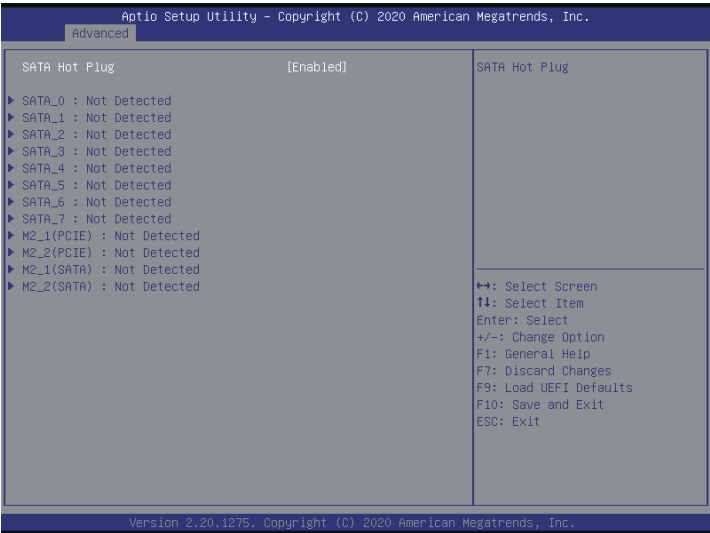 Aptio Setup Utility – Copyright (C) 2020 American Megatrends, Inc.
Advanced
SATA Hot Plug [Enabled]
SATA_0 : Not Detected
SATA_1 : Not Detected
SATA_2 : Not Detected
SATA_3 : Not Detected
SATA_4 : Not Detected
SATA_5 : Not Detected
SATA_6 : Not Detected
SATA_7 : Not Detected
M2_1(PCIE) : Not Detected
M2_2(PCIE) : Not Detected
M2_1(SATA) : Not Detected
M2_2(SATA) : Not Detected
SATA Hot Plug
↔: Select Screen
↑↓: Select Item
Enter: Select
+/-: Change Option
F1: General Help
F7: Discard Changes
F9: Load UEFI Defaults
F10: Save and Exit
ESC: Exit
Version 2.20.1275. Copyright (C) 2020 American Megatrends, Inc.